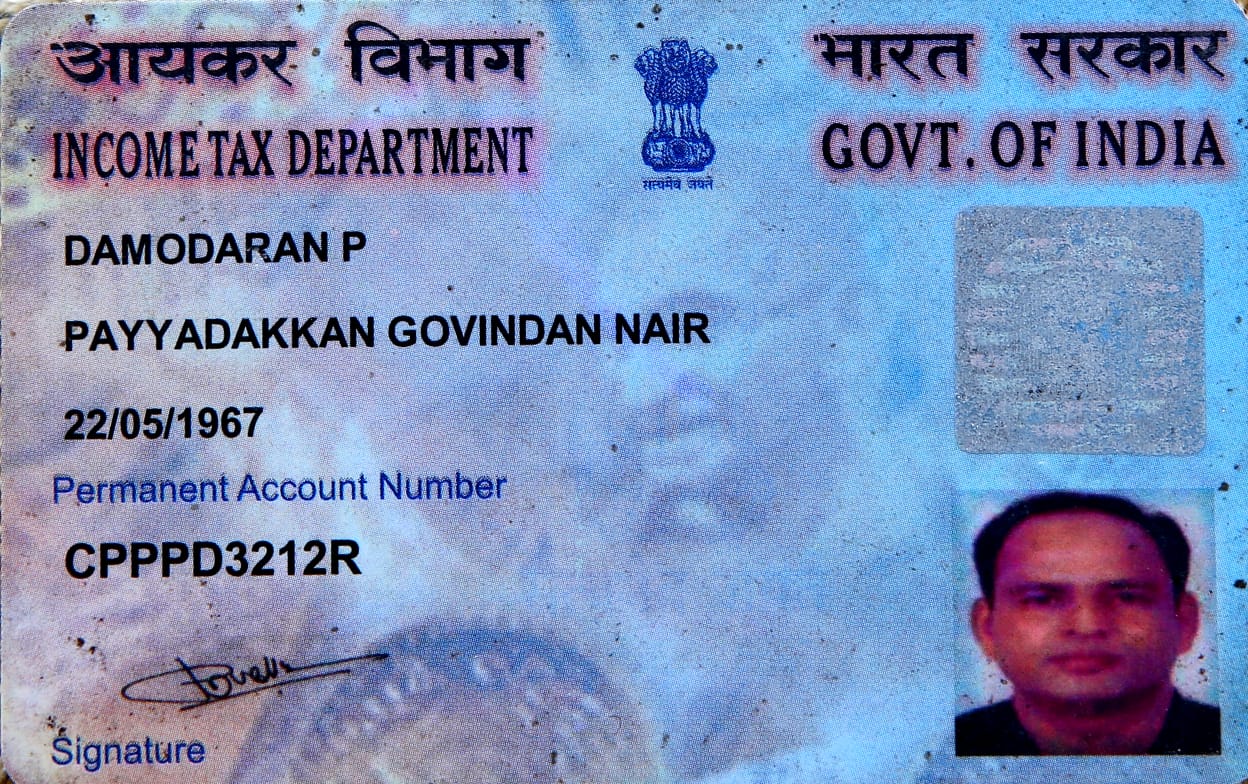 आयकर विभाग
भारत सरकार
INCOME TAX DEPARTMENT
GOVT. OF INDIA
सत्यमेव जयते
DAMODARAN P
PAYYADAKKAN GOVINDAN NAIR
22/05/1967
Permanent Account Number
CPPPD3212R
Signature